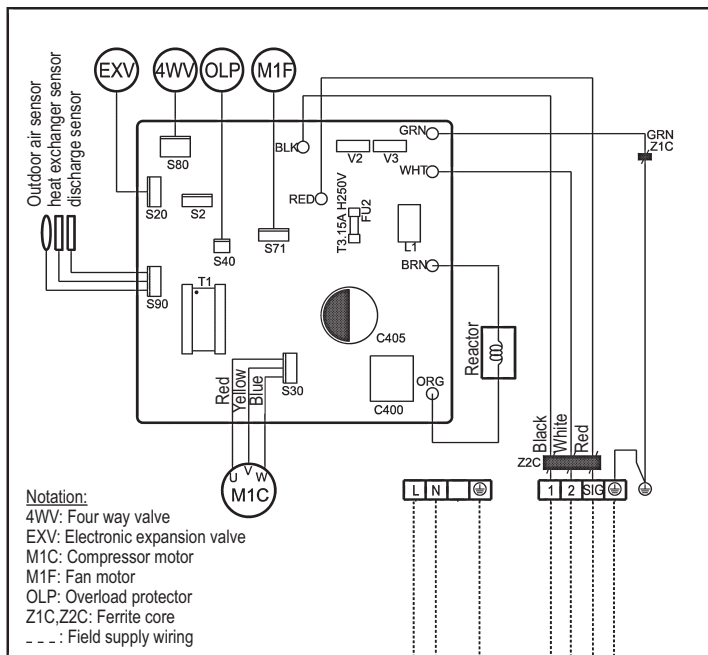 EXV 4WV OLP M1F
Outdoor air sensor
heat exchanger sensor
discharge sensor
S80
BLK
V2 V3
GRN
GRN
Z1C
WHT
RED
S20
S2
T3.15A H250V
FU2
S40
S71
L1
BRN
S90
T1
C405
Reactor
S30
C400
ORG
Red
Yellow
Blue
Black
White
Red
Z2C
U V W
M1C
L N
1 2 SIG
Notation:
4WV: Four way valve
EXV: Electronic expansion valve
M1C: Compressor motor
M1F: Fan motor
OLP: Overload protector
Z1C,Z2C: Ferrite core
_ _ _ : Field supply wiring